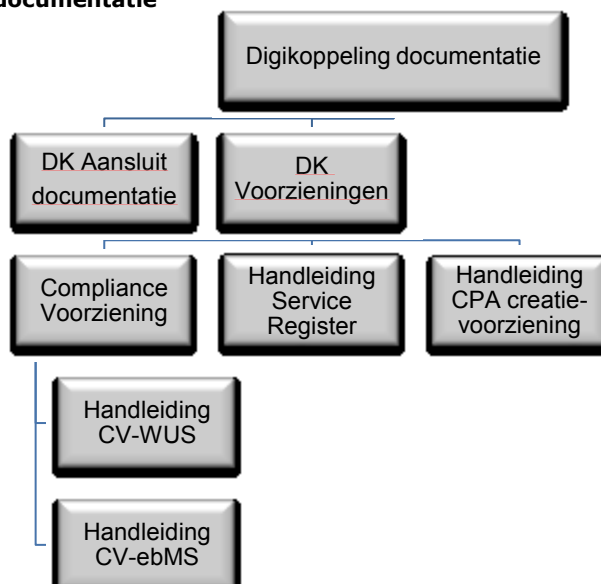 documentatie
Digikoppeling documentatie
DK Aansluit
documentatie
DK
Voorzieningen
Compliance
Voorziening
Handleiding
Service
Register
Handleiding
CPA creatie-
voorziening
Handleiding
CV-WUS
Handleiding
CV-ebMS